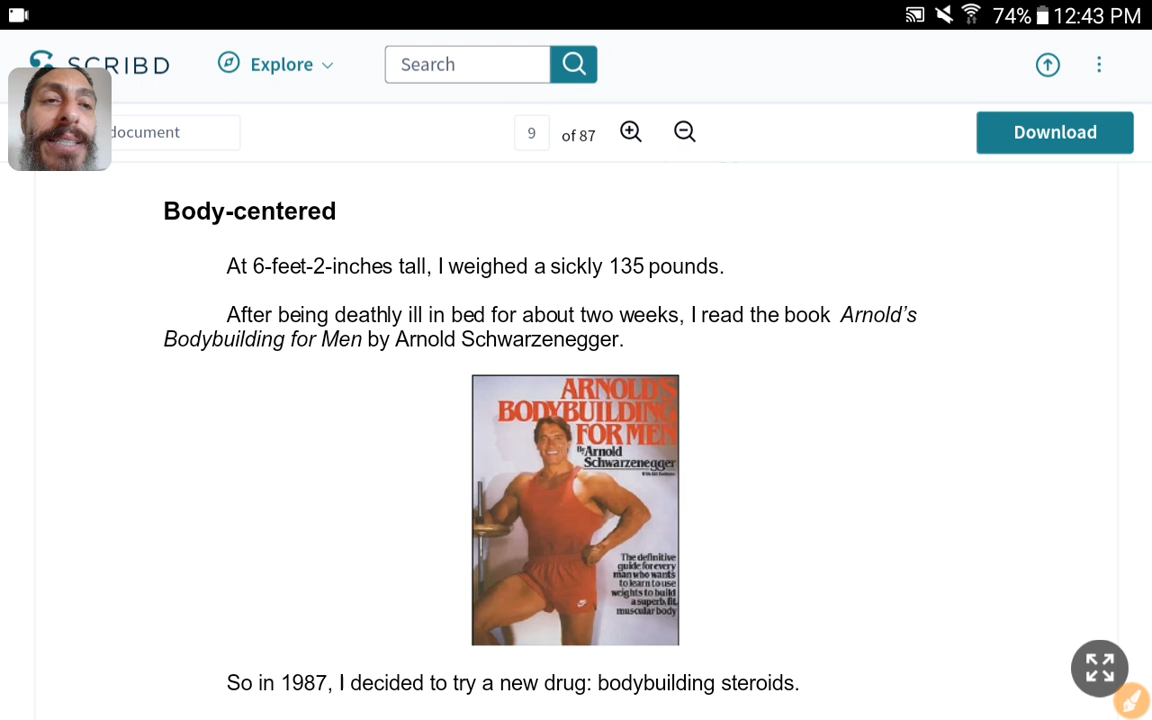 74% 12:43 PM
SCRIBD Explore Search
document 9 of 87 Download
Body-centered
At 6-feet-2-inches tall, I weighed a sickly 135 pounds.
After being deathly ill in bed for about two weeks, I read the book Arnold’s
Bodybuilding for Men by Arnold Schwarzenegger.
ARNOLD'S
BODYBUILDING
FOR MEN
By Arnold
Schwarzenegger
The definitive
guide for every
man who wants
to learn to use
weights to build
a superb, fit,
muscular body
So in 1987, I decided to try a new drug: bodybuilding steroids.